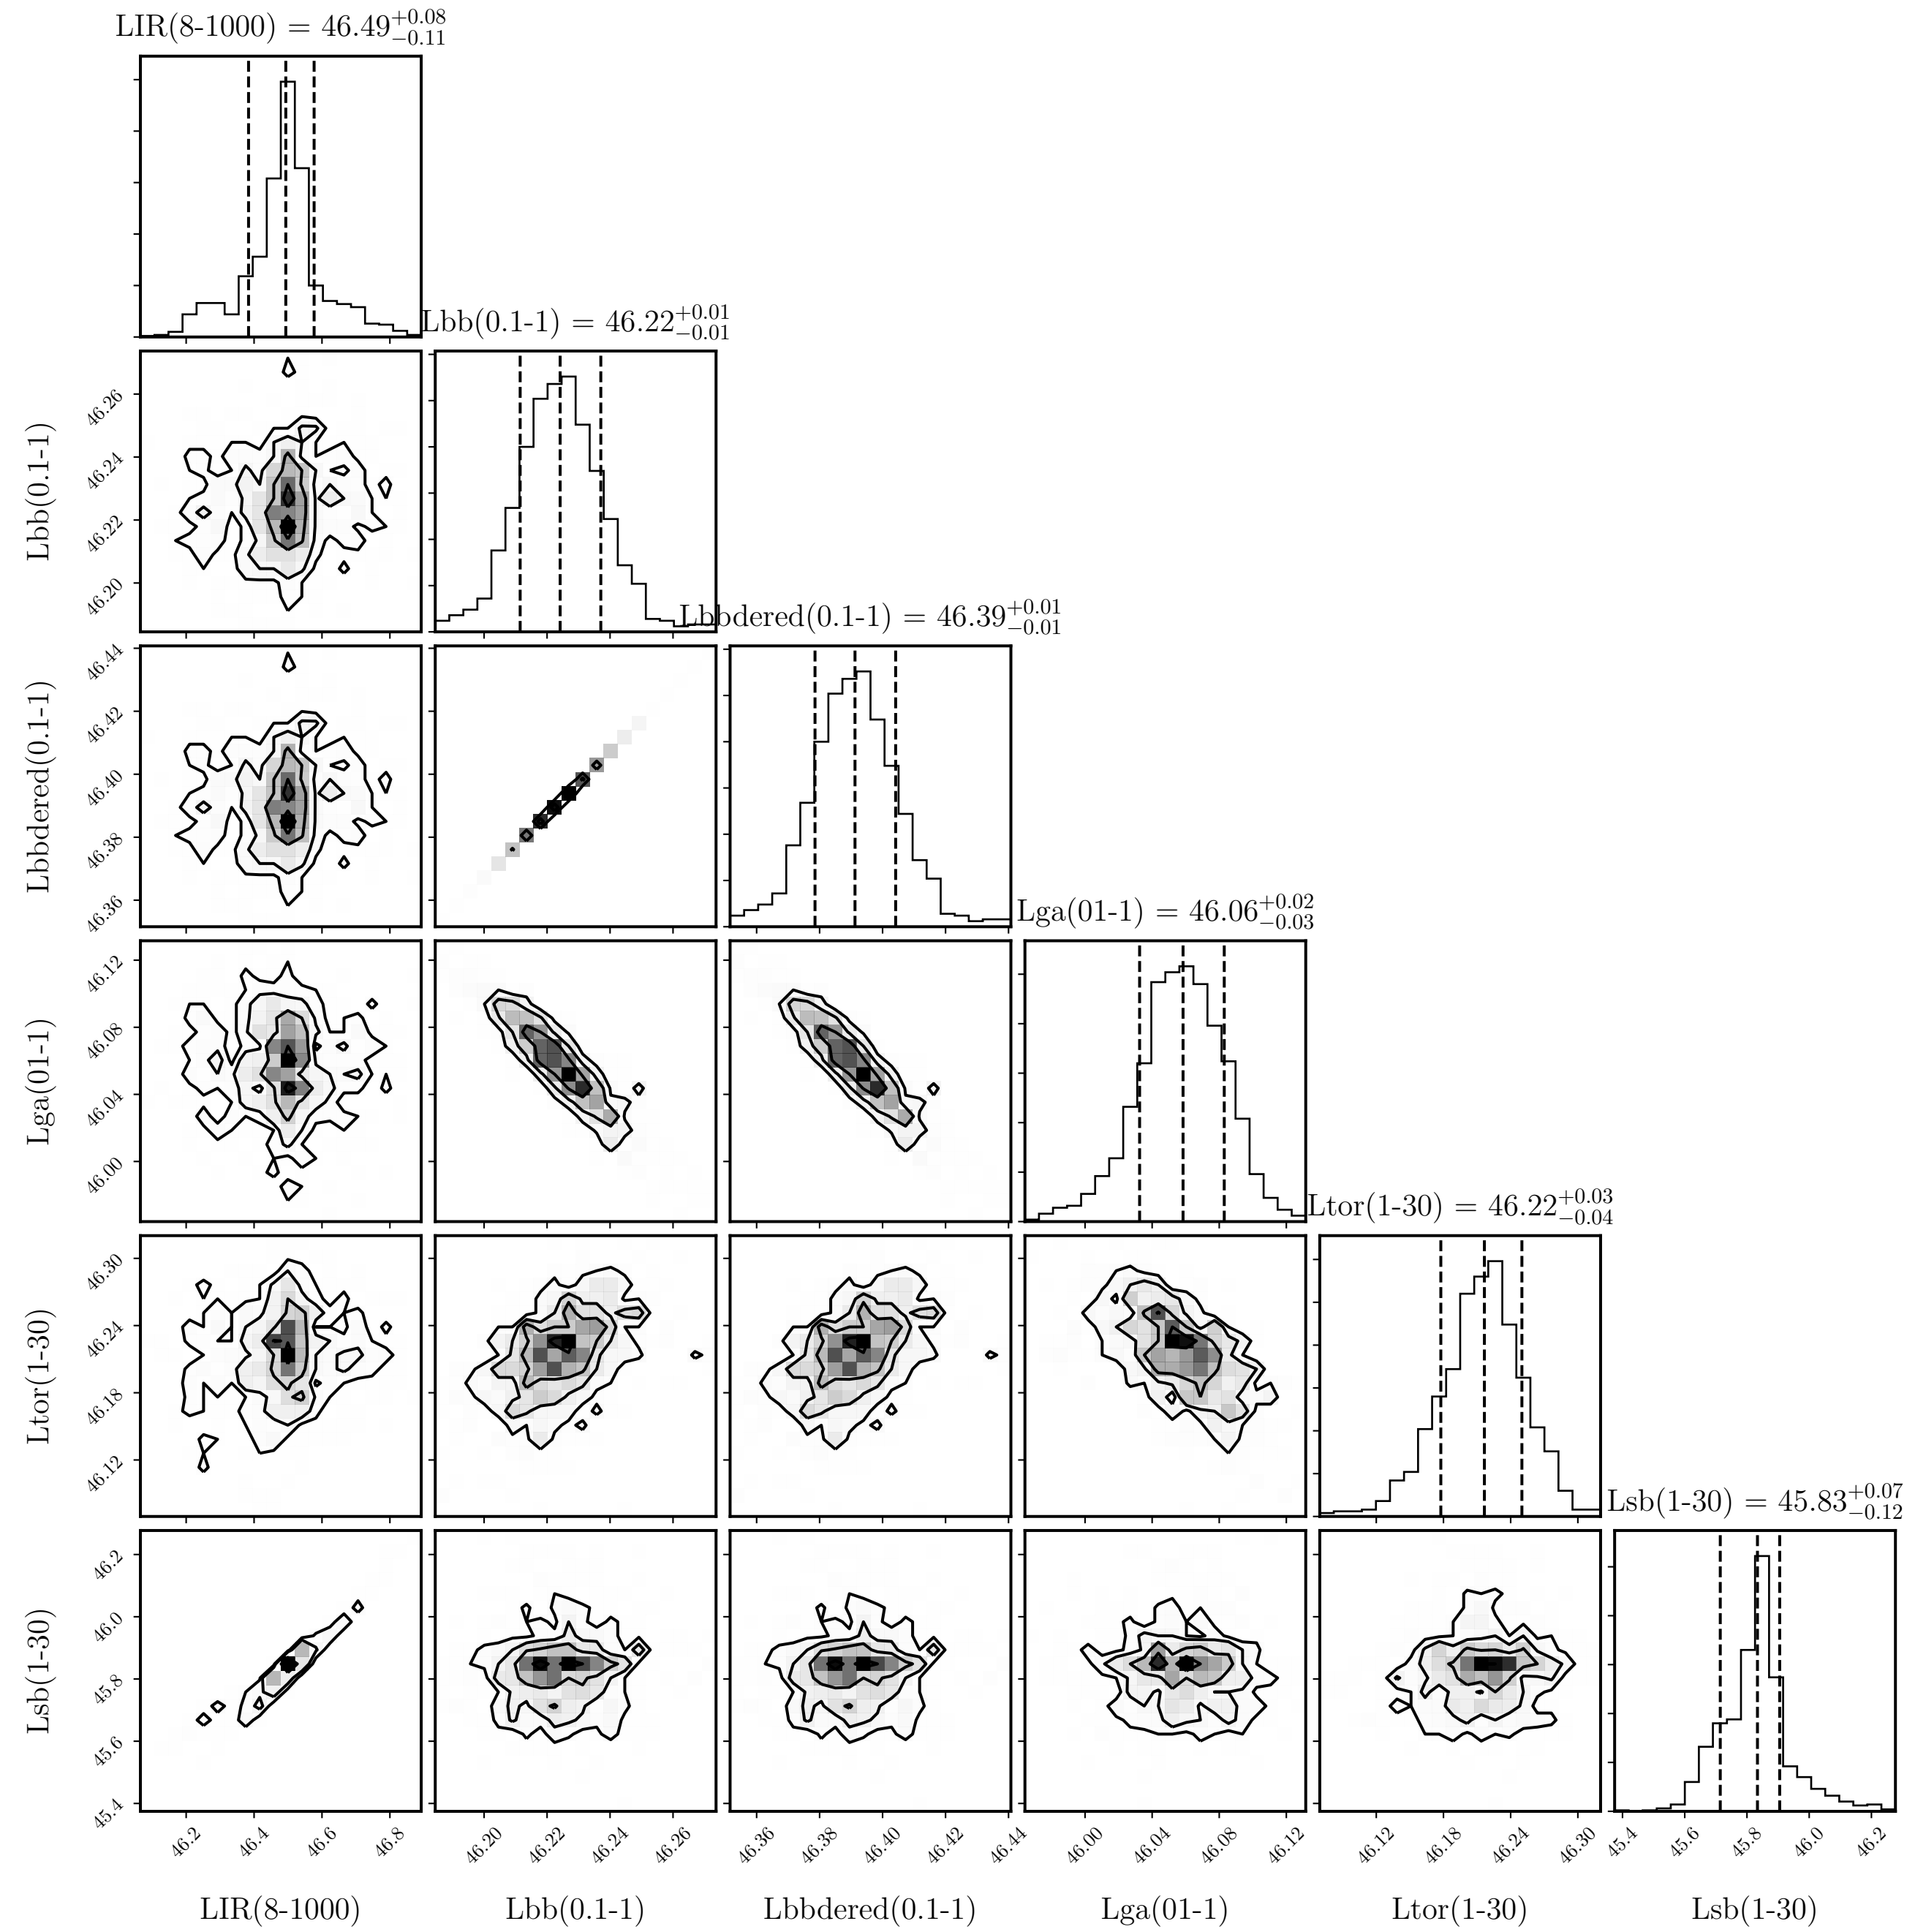 LIR(8-1000) = 46.49+0.08 −0.11
Lbb(0.1-1) = 46.22+0.01 −0.01
46.26
46.24
46.22
46.20
Lbb(0.1-1)
Lbbdered(0.1-1) = 46.39+0.01 −0.01
46.44
46.42
46.40
46.38
46.36
Lbbdered(0.1-1)
Lga(01-1) = 46.06+0.02 −0.03
46.12
46.08
46.04
46.00
Lga(01-1)
Ltor(1-30) = 46.22+0.03 −0.04
46.30
46.24
46.18
46.12
Ltor(1-30)
Lsb(1-30) = 45.83+0.07 −0.12
46.2
46.0
45.8
45.6
45.4
Lsb(1-30)
46.2 46.4 46.6 46.8
46.20 46.22 46.24 46.26
46.36 46.38 46.40 46.42 46.44
46.00 46.04 46.08 46.12
46.12 46.18 46.24 46.30
45.4 45.6 45.8 46.0 46.2
LIR(8-1000) Lbb(0.1-1) Lbbdered(0.1-1) Lga(01-1) Ltor(1-30) Lsb(1-30)